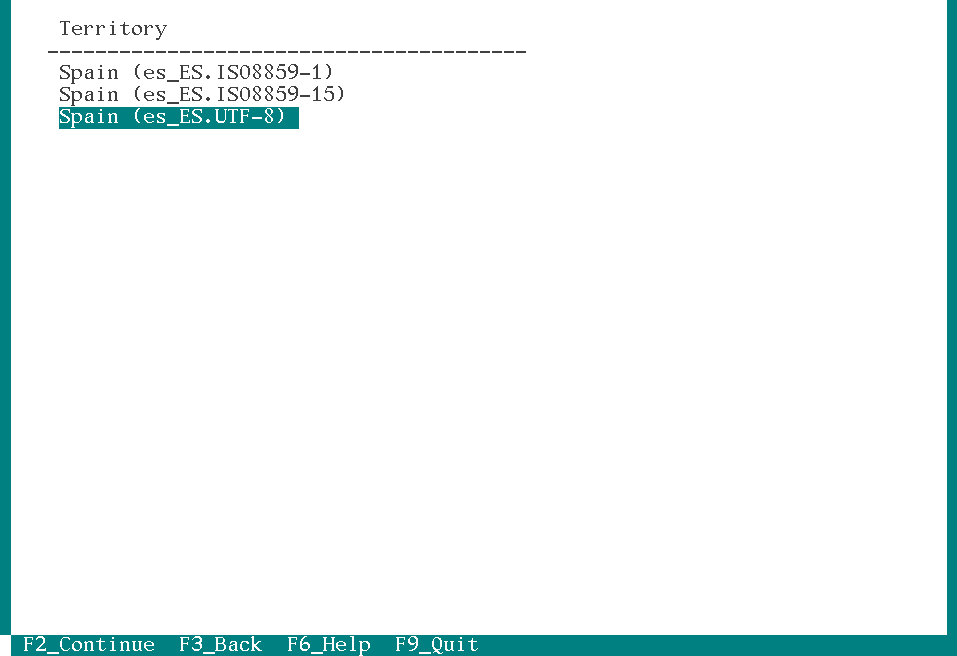 Territory
----------------------------------------
Spain (es_ES.ISO8859-1)
Spain (es_ES.ISO8859-15)
Spain (es_ES.UTF-8)
F2_Continue  F3_Back  F6_Help  F9_Quit